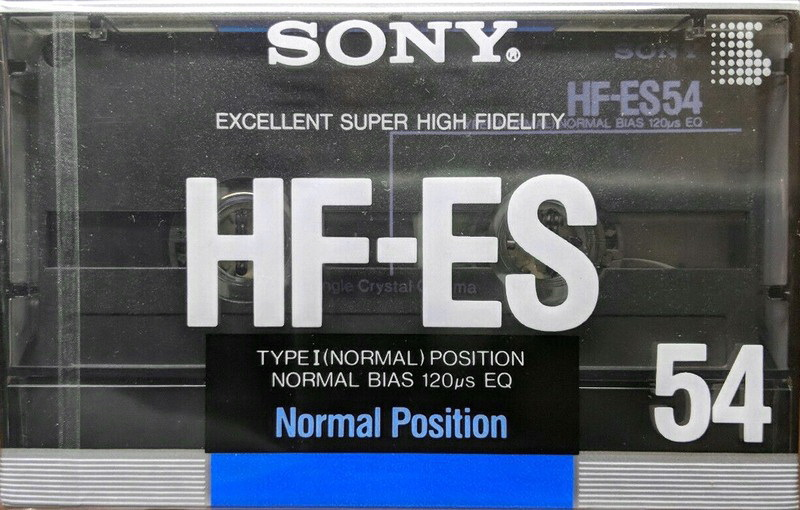 SONY®
SONY
HF-ES54
EXCELLENT SUPER HIGH FIDELITY
NORMAL BIAS 120µs EQ
HF-ES
Crystal
TYPE I (NORMAL) POSITION
NORMAL BIAS 120µs EQ
Normal Position
54